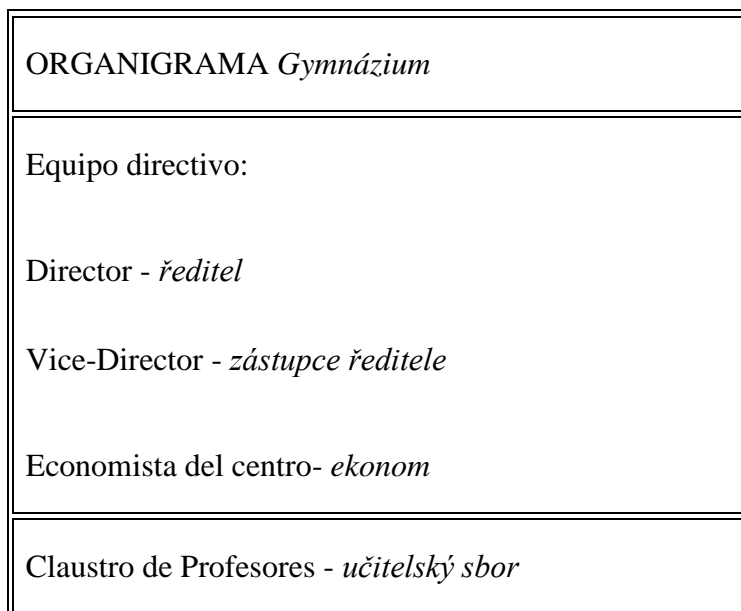 ORGANIGRAMA Gymnázium
Equipo directivo:
Director - ředitel
Vice-Director - zástupce ředitele
Economista del centro- ekonom
Claustro de Profesores - učitelský sbor